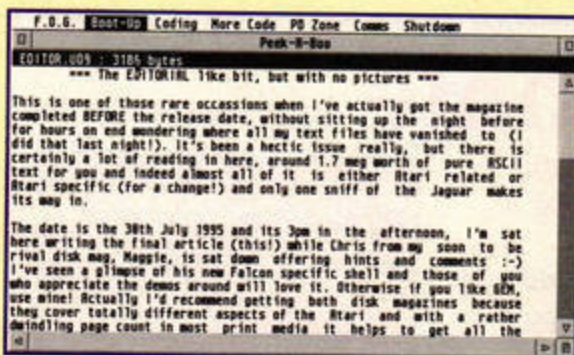 F.O.G. Boot-Up Coding More Code PD Zone Comms Shutdown
Peek-A-Boo
EDITOR.UO9 : 3186 bytes
*** The EDITORIAL like bit, but with no pictures ***
This is one of those rare occassions when I've actually got the magazine
completed BEFORE the release date, without sitting up the night before
for hours on end wondering where all my text files have vanished to (I
did that last night!). It's been a hectic issue really, but there is
certainly a lot of reading in here, around 1.7 meg worth of pure ASCII
text for you and indeed almost all of it is either Atari related or
Atari specific (for a change!) and only one sniff of the Jaguar makes
its way in.
The date is the 30th July 1995 and its 3pm in the afternoon, I'm sat
here writing the final article (this!) while Chris from my soon to be
rival disk mag, Maggie, is sat down offering hints and comments :-)
I've seen a glimpse of his new Falcon specific shell and those of you
who appreciate the demos around will love it. Otherwise if you like GEM,
use mine! Actually I'd recommend getting both disk magazines because
they cover totally different aspects of the Atari and with a rather
dwindling page count in most print media it helps to get all the